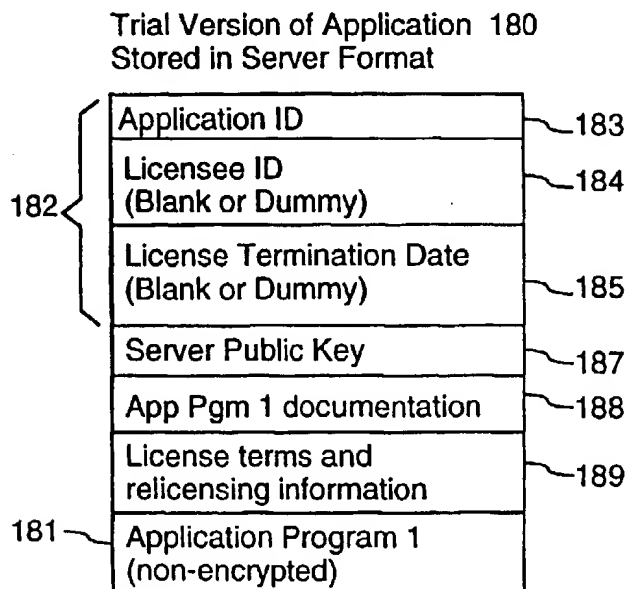 Trial Version of Application 180
Stored in Server Format
Application ID
183
Licensee ID
(Blank or Dummy)
184
182
License Termination Date
(Blank or Dummy)
185
Server Public Key
187
App Pgm 1 documentation
188
License terms and
relicensing information
189
181
Application Program 1
(non-encrypted)